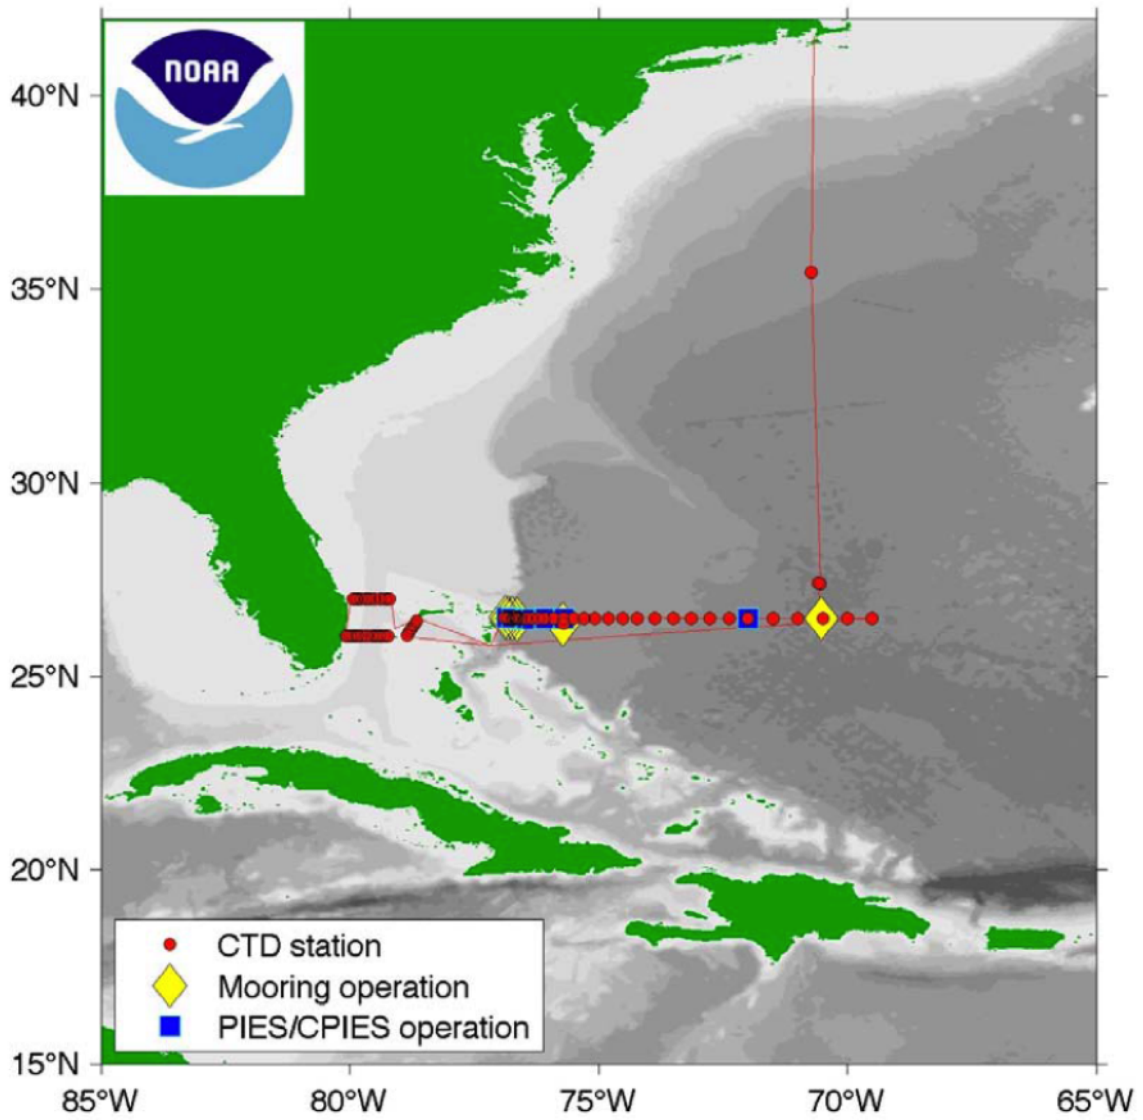 NOAA
40°N
35°N
30°N
25°N
20°N
15°N
CTD station
Mooring operation
PIES/CPIES operation
85°W
80°W
75°W
70°W
65°W